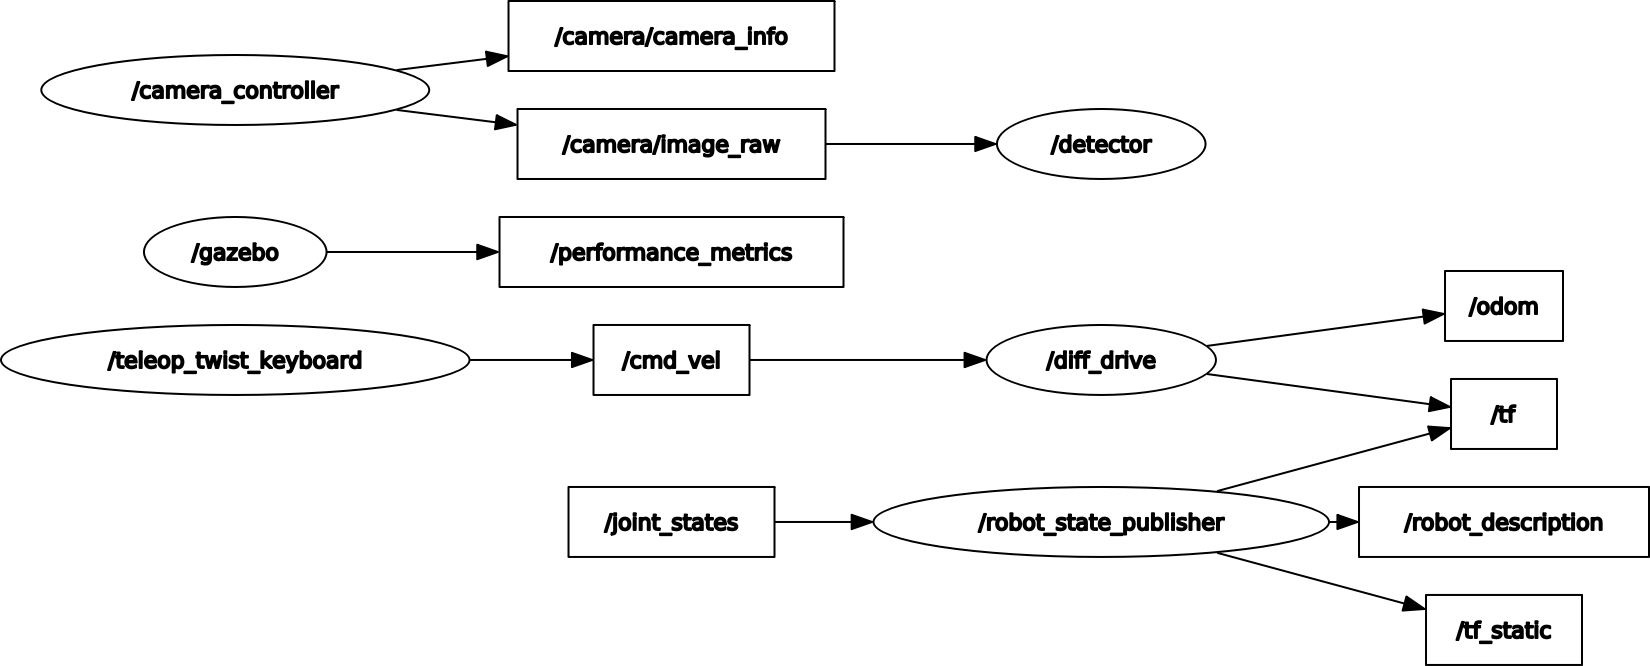 /camera/camera_info
/camera_controller
/camera/image_raw
/detector
/gazebo
/performance_metrics
/odom
/teleop_twist_keyboard
/cmd_vel
/diff_drive
/tf
/joint_states
/robot_state_publisher
/robot_description
/tf_static